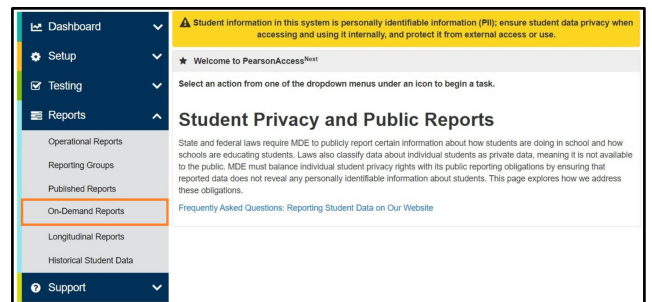 Dashboard
Setup
Testing
Reports
Operational Reports
Reporting Groups
Published Reports
On-Demand Reports
Longitudinal Reports
Historical Student Data
Support
Student information in this system is personally identifiable information (PII); ensure student data privacy when
accessing and using it internally, and protect it from external access or use.
Welcome to PearsonAccessNext
Select an action from one of the dropdown menus under an icon to begin a task.
Student Privacy and Public Reports
State and federal laws require MDE to publicly report certain information about how students are doing in school and how
schools are educating students. Laws also classify data about individual students as private data, meaning it is not available
to the public. MDE must balance individual student privacy rights with its public reporting obligations by ensuring that
reported data does not reveal any personally identifiable information about students. This page explores how we address
these obligations.
Frequently Asked Questions: Reporting Student Data on Our Website